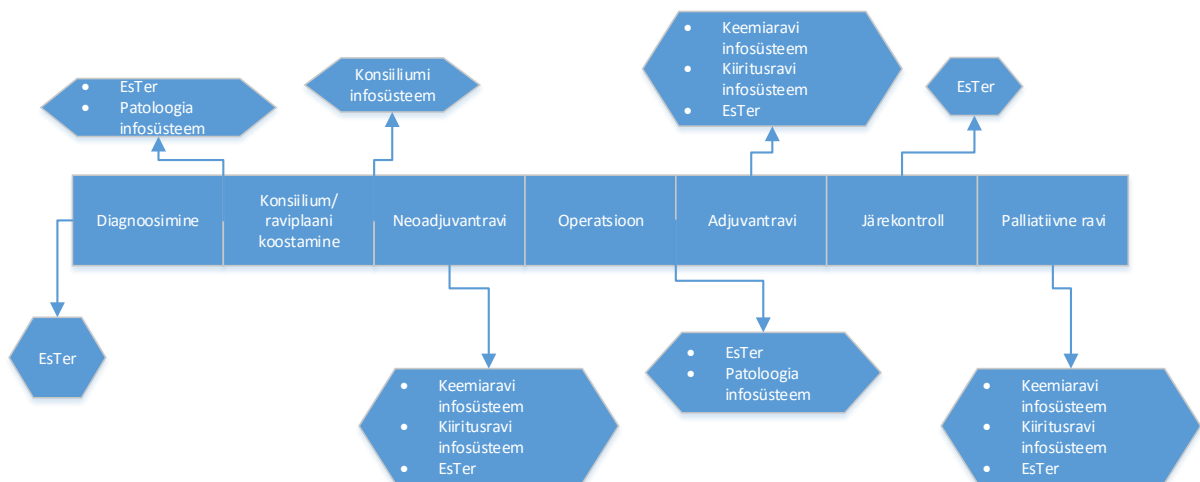 • EsTer
• Patoloogia
infosüsteem
Konsiiliumi
infosüsteem
• Keemiaravi
infosüsteem
• Kiiritusravi
infosüsteem
• EsTer
EsTer
Diagnoosimine
Konsiilium/
raviplaani
koostamine
Neoadjuvantravi
Operatsioon
Adjuvantravi
Järekontroll
Palliatiivne ravi
EsTer
• Keemiaravi
infosüsteem
• Kiiritusravi
infosüsteem
• EsTer
• EsTer
• Patoloogia
infosüsteem
• Keemiaravi
infosüsteem
• Kiiritusravi
infosüsteem
• EsTer